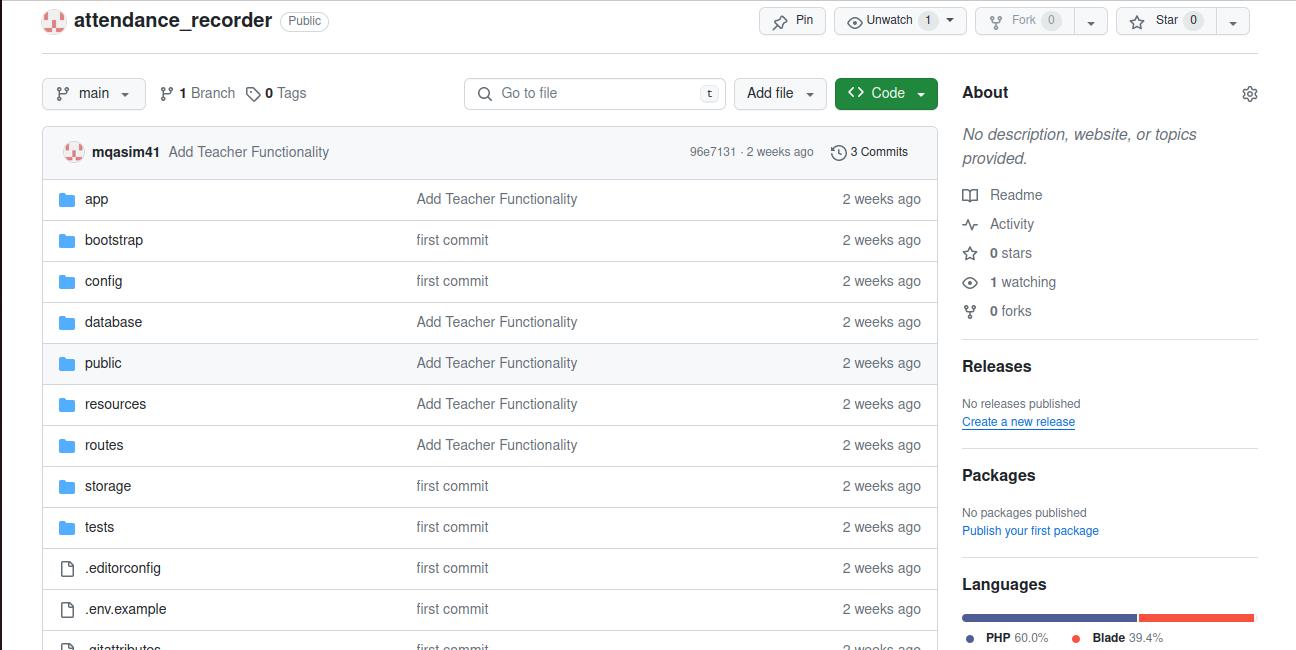 attendance_recorder Public Pin Unwatch 1 Fork 0 Star 0
main 1 Branch 0 Tags Go to file t Add file Code
mqasim41 Add Teacher Functionality 96e7131 · 2 weeks ago 3 Commits
app Add Teacher Functionality 2 weeks ago
bootstrap first commit 2 weeks ago
config first commit 2 weeks ago
database Add Teacher Functionality 2 weeks ago
public Add Teacher Functionality 2 weeks ago
resources Add Teacher Functionality 2 weeks ago
routes Add Teacher Functionality 2 weeks ago
storage first commit 2 weeks ago
tests first commit 2 weeks ago
.editorconfig first commit 2 weeks ago
.env.example first commit 2 weeks ago
.gitattributes first commit 2 weeks ago
About
No description, website, or topics
provided.
Readme
Activity
0 stars
1 watching
0 forks
Releases
No releases published
Create a new release
Packages
No packages published
Publish your first package
Languages
PHP 60.0% Blade 39.4%